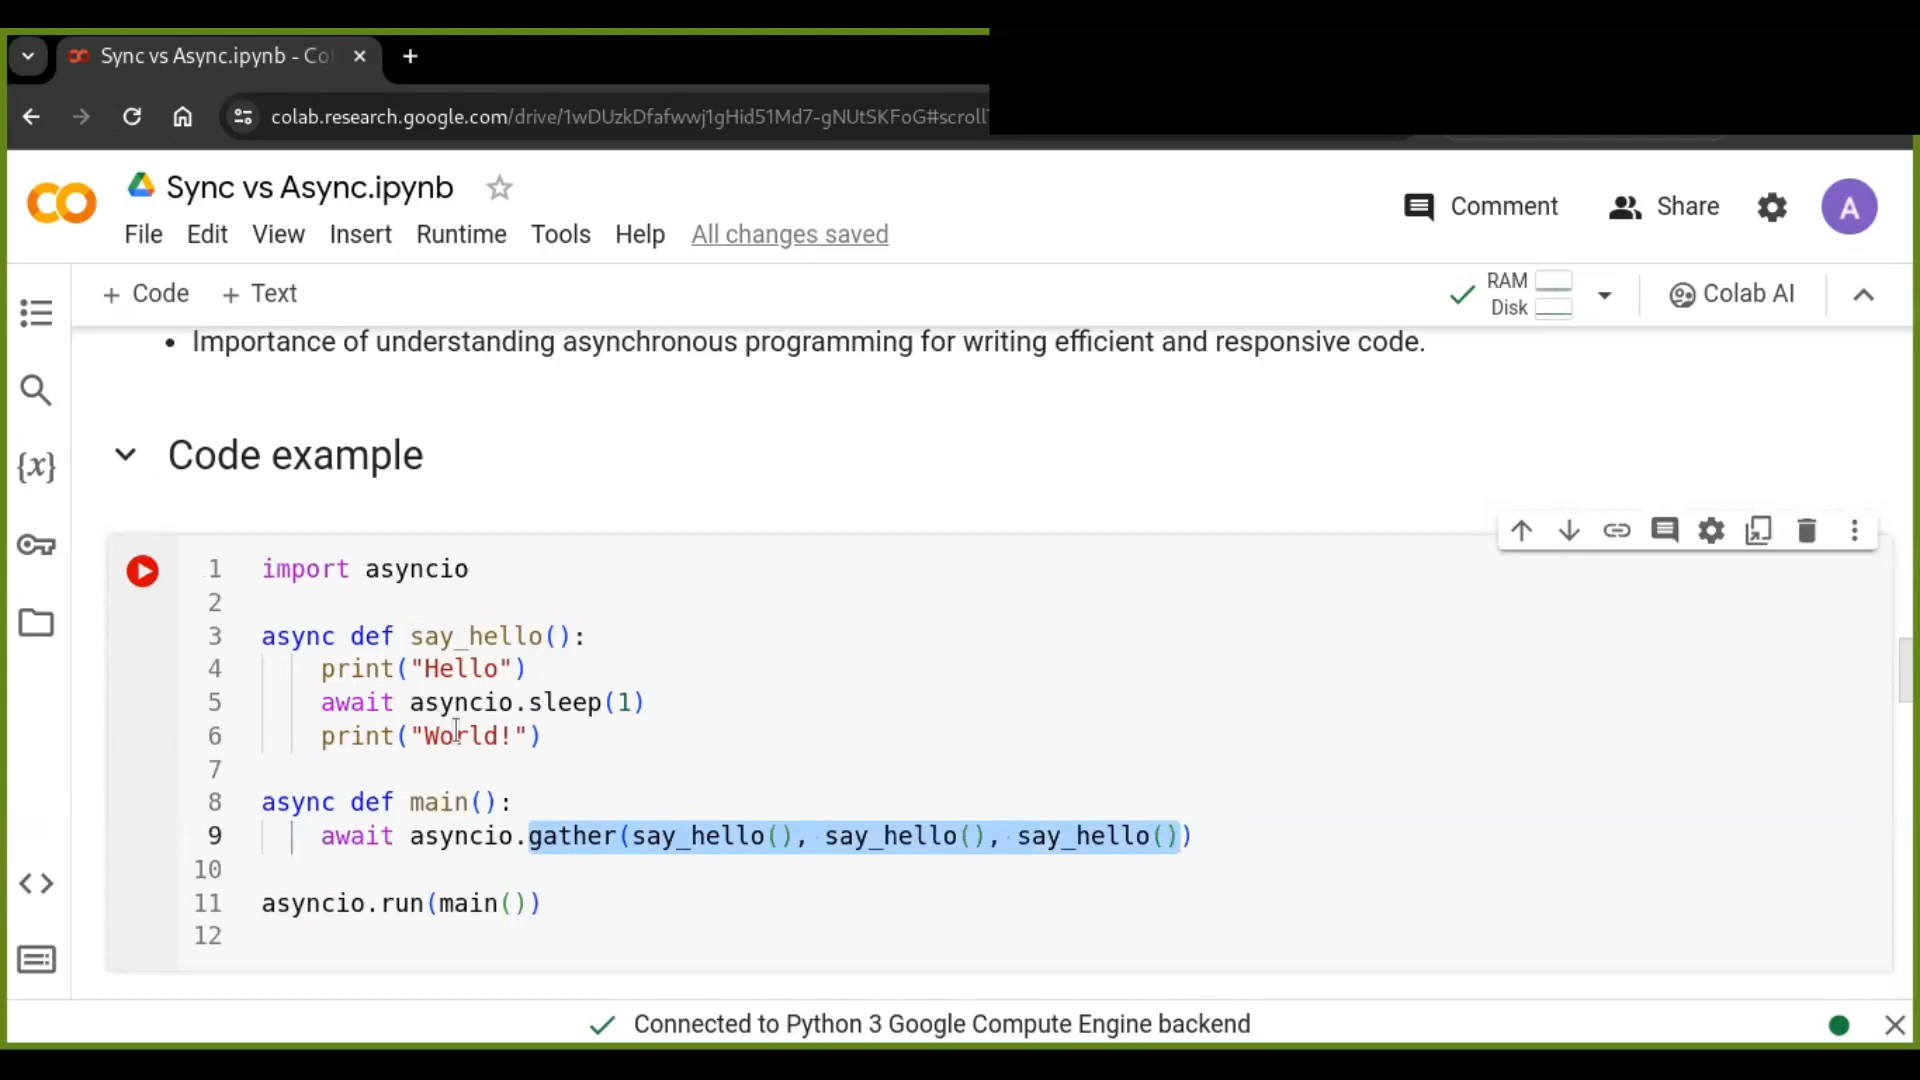 Sync vs Async.ipynb - Co
colab.research.google.com/drive/1wDUzkDfafwwj1gHid51Md7-gNUtSKFoG#scroll
Sync vs Async.ipynb
Comment
Share
A
File Edit View Insert Runtime Tools Help All changes saved
+ Code + Text
RAM
Disk
Colab AI
• Importance of understanding asynchronous programming for writing efficient and responsive code.
{x}
Code example
1 import asyncio
2
3 async def say_hello():
4     print("Hello")
5     await asyncio.sleep(1)
6     print("World!")
7
8 async def main():
9     await asyncio.gather(say_hello(), say_hello(), say_hello())
10
11 asyncio.run(main())
12
Connected to Python 3 Google Compute Engine backend